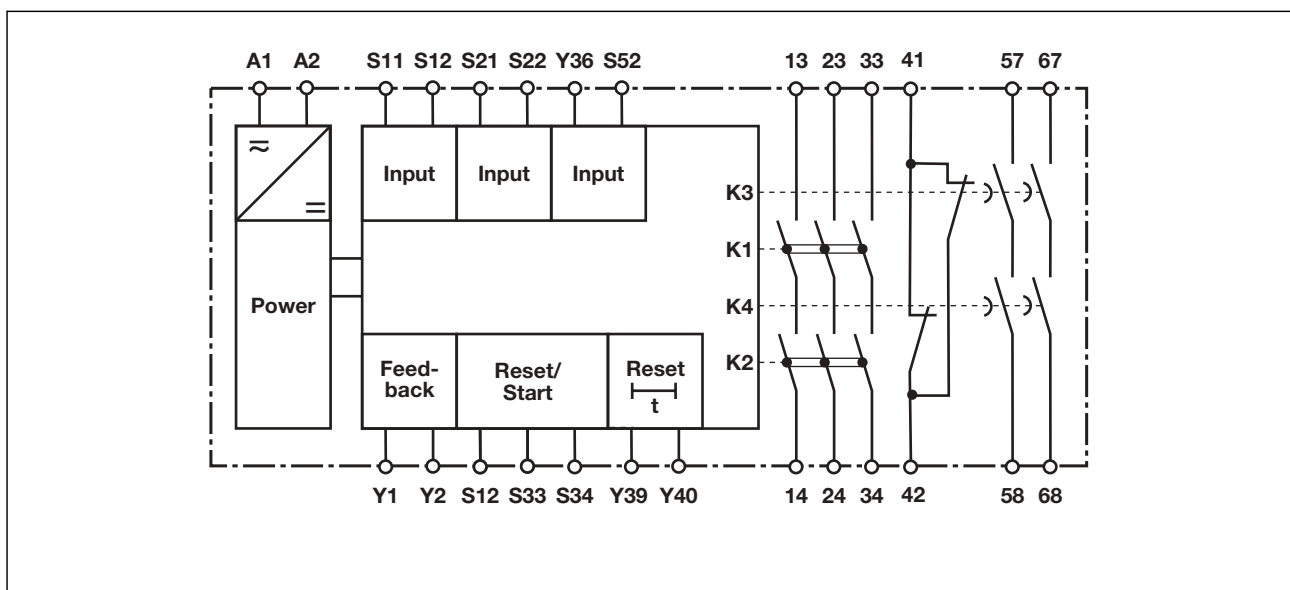 A1 A2 S11 S12 S21 S22 Y36 S52 13 23 33 41 57 67
Input Input Input
K3
K1
Power
K4
K2
Feed-
back
Reset/
Start
Reset
t
Y1 Y2 S12 S33 S34 Y39 Y40 14 24 34 42 58 68